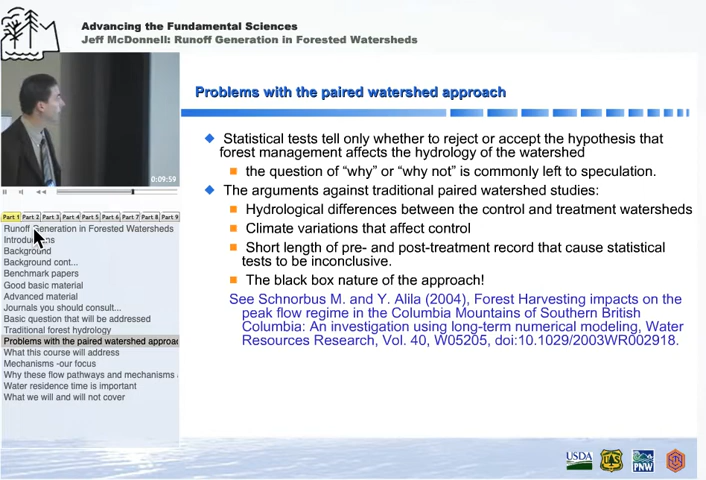 Advancing the Fundamental Sciences
Jeff McDonnell: Runoff Generation in Forested Watersheds
0:09:59
Part 1 Part 2 Part 3 Part 4 Part 5 Part 6 Part 7 Part 8 Part 9
Runoff Generation in Forested Watersheds
Background
Background cont...
Benchmark papers
Good basic material
Advanced material
Journals you should consult...
Basic question that will be addressed
Traditional forest hydrology
Problems with the paired watershed approac
What this course will address
Mechanisms -our focus
Why these flow pathways and mechanisms
Water residence time is important
What we will and will not cover
Problems with the paired watershed approach
Statistical tests tell only whether to reject or accept the hypothesis that
forest management affects the hydrology of the watershed
the question of “why” or “why not” is commonly left to speculation.
The arguments against traditional paired watershed studies:
Hydrological differences between the control and treatment watersheds
Climate variations that affect control
Short length of pre- and post-treatment record that cause statistical
tests to be inconclusive.
The black box nature of the approach!
See Schnorbus M. and Y. Alila (2004), Forest Harvesting impacts on the
peak flow regime in the Columbia Mountains of Southern British
Columbia: An investigation using long-term numerical modeling, Water
Resources Research, Vol. 40, W05205, doi:10.1029/2003WR002918.
USDA
PNW